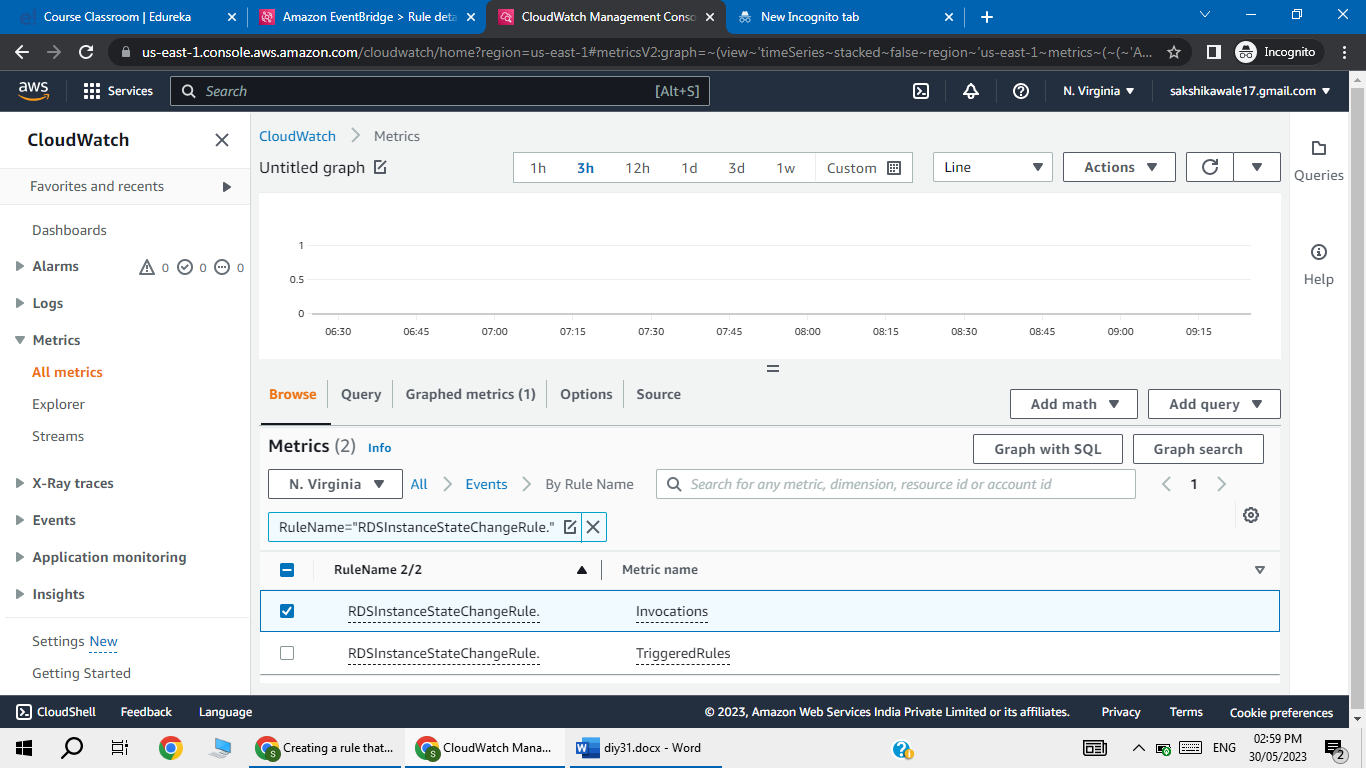 Course Classroom | Edureka
Amazon EventBridge > Rule deta
CloudWatch Management Conso
New Incognito tab
us-east-1.console.aws.amazon.com/cloudwatch/home?region=us-east-1#metricsV2:graph=~(view~'timeSeries~stacked~false~region~'us-east-1~metrics~(~(~'A...
Incognito
aws
Services
Search
[Alt+S]
N. Virginia
sakshikawale17.gmail.com
CloudWatch
Favorites and recents
Dashboards
Alarms 0 0 0
Logs
Metrics
All metrics
Explorer
Streams
X-Ray traces
Events
Application monitoring
Insights
Settings New
Getting Started
CloudWatch Metrics
Untitled graph
1h 3h 12h 1d 3d 1w Custom
Line
Actions
Queries
Help
1
0.5
0
06:30 06:45 07:00 07:15 07:30 07:45 08:00 08:15 08:30 08:45 09:00 09:15
=
Browse Query Graphed metrics (1) Options Source
Add math
Add query
Metrics (2) Info
Graph with SQL
Graph search
N. Virginia
All Events By Rule Name
Search for any metric, dimension, resource id or account id
1
RuleName="RDSInstanceStateChangeRule."
RuleName 2/2 Metric name
RDSInstanceStateChangeRule. Invocations
RDSInstanceStateChangeRule. TriggeredRules
CloudShell Feedback Language
© 2023, Amazon Web Services India Private Limited or its affiliates. Privacy Terms Cookie preferences
Creating a rule that...
CloudWatch Mana...
diy31.docx - Word
ENG
02:59 PM
30/05/2023
2